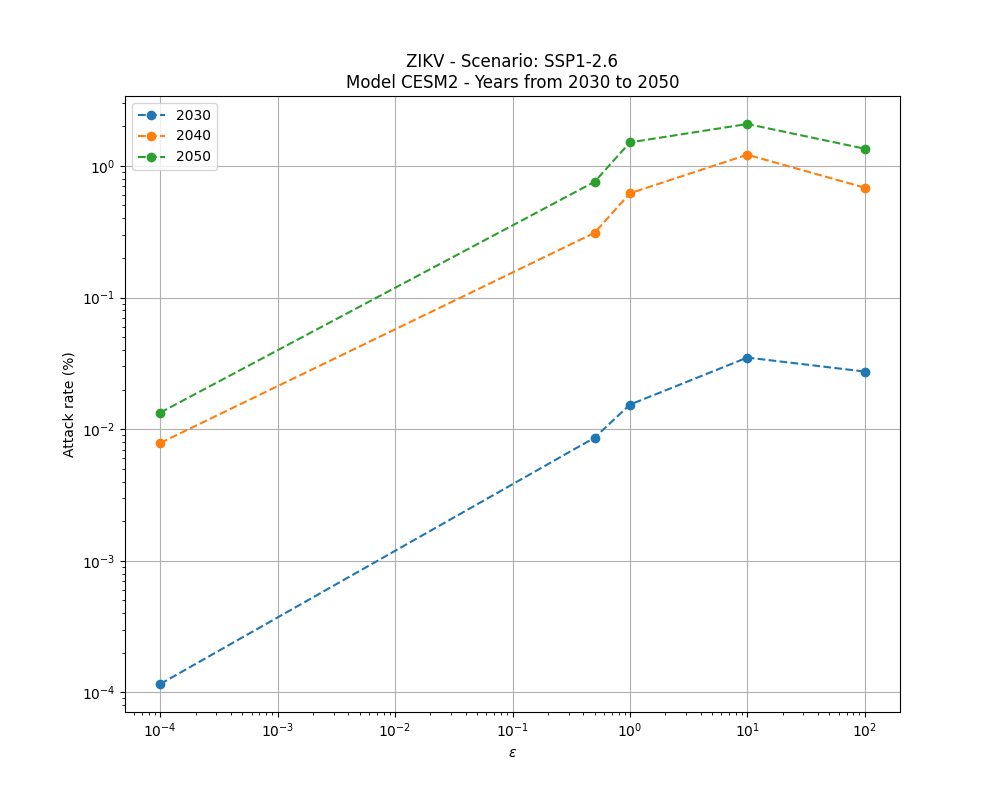 ZIKV - Scenario: SSP1-2.6
Model CESM2 - Years from 2030 to 2050
2030
2040
2050
Attack rate (%)
10⁰
10⁻¹
10⁻²
10⁻³
10⁻⁴
10⁻⁴ 10⁻³ 10⁻² 10⁻¹ 10⁰ 10¹ 10²
ε